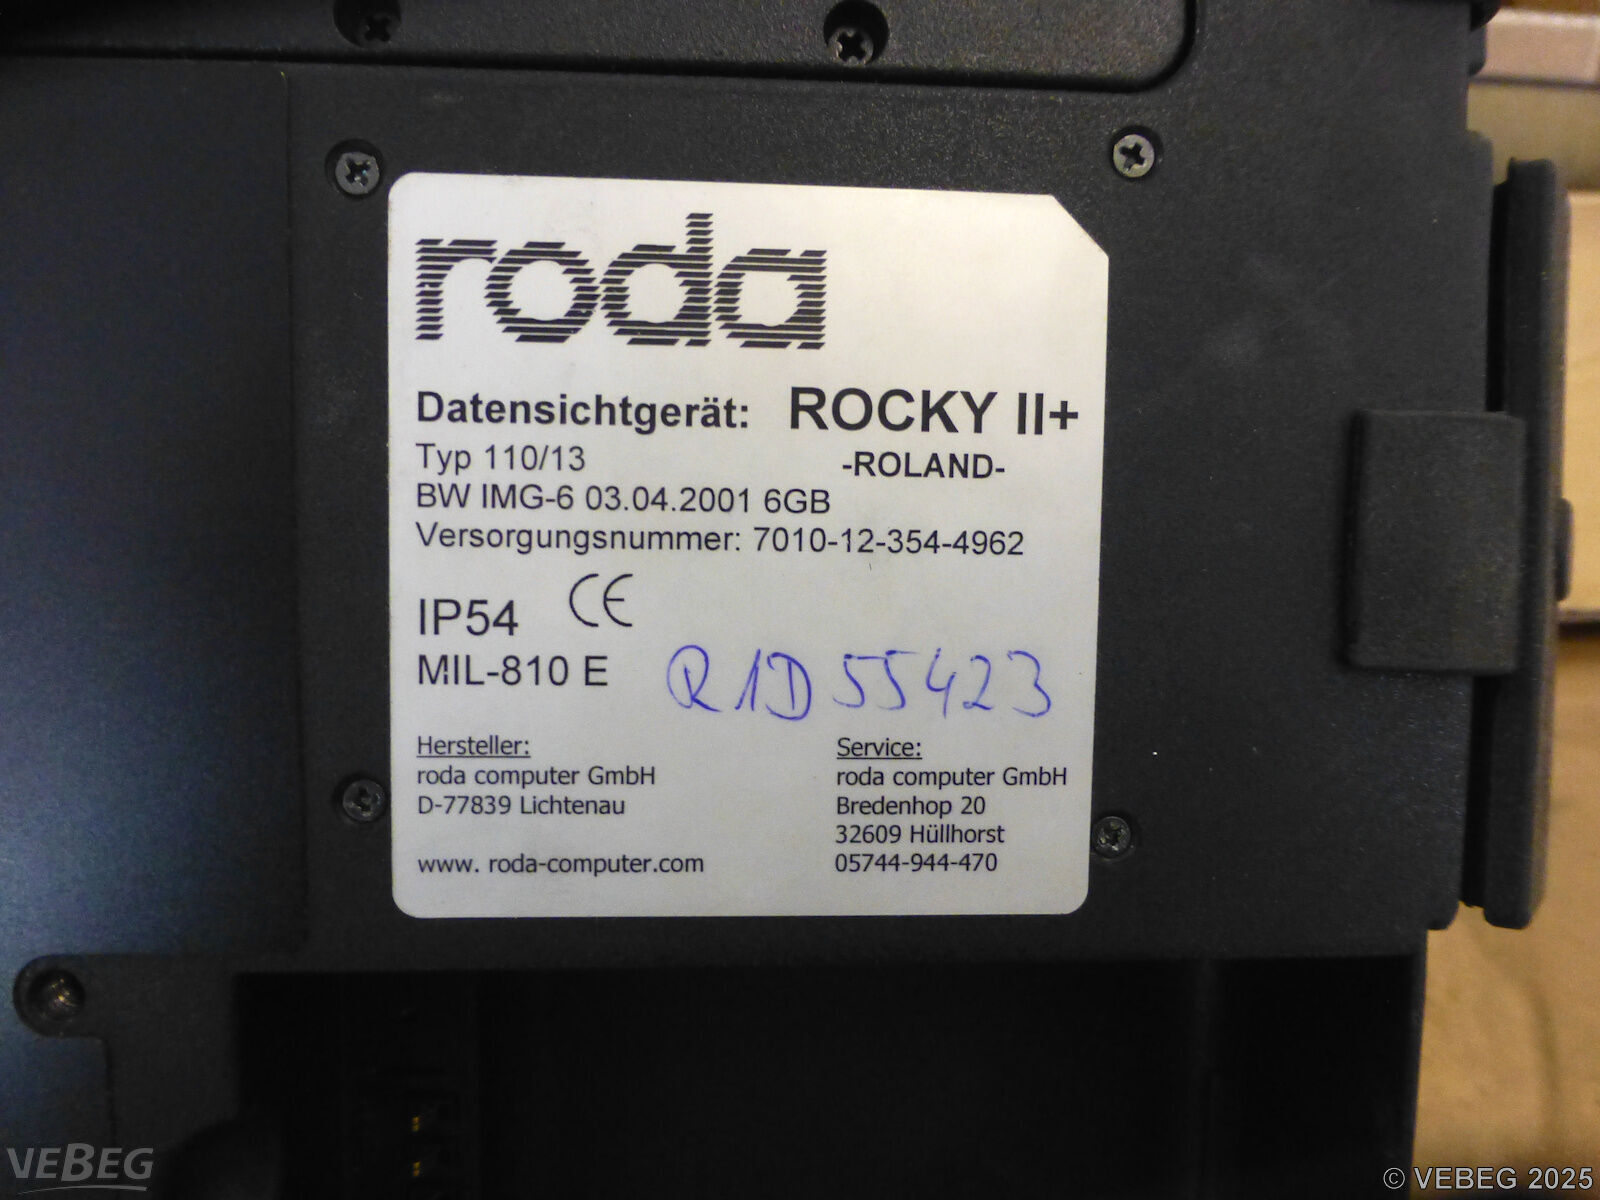 roda
Datensichtgerät: ROCKY II+
Typ 110/13 -ROLAND-
BW IMG-6 03.04.2001 6GB
Versorgungsnummer: 7010-12-354-4962
IP54 CE
MIL-810 E R1D55423
Hersteller:
roda computer GmbH
D-77839 Lichtenau
www. roda-computer.com
Service:
roda computer GmbH
Bredenhop 20
32609 Hüllhorst
05744-944-470
VEBEG
© VEBEG 2025